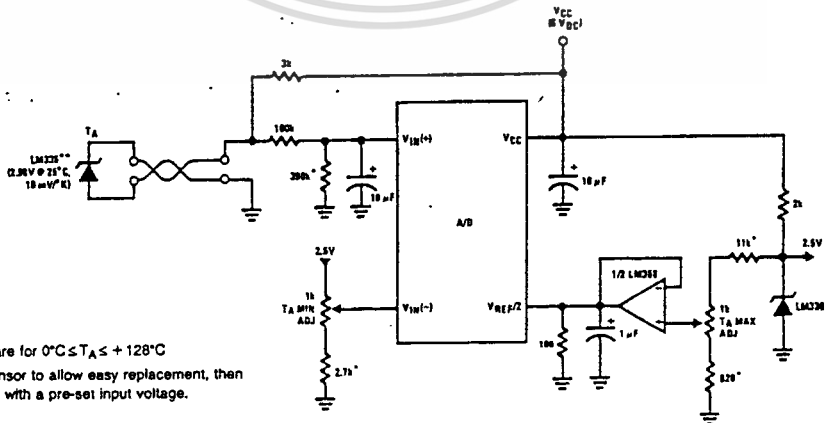 VCC
(5 VDC)
3k
TA
LM335**
(2.98V @ 25°C,
10 mV/°K)
100k
VIN(+)
VCC
10 µF
10 µF
A/D
2k
2.5V
11k*
2.5V
1/2 LM358
1k
TA MIN
ADJ
VIN(–)
VREF/2
1 µF
1k
TA MAX
ADJ
LM336
2.7k*
820*
are for 0°C≤TA≤ + 128°C
nsor to allow easy replacement, then
with a pre-set input voltage.